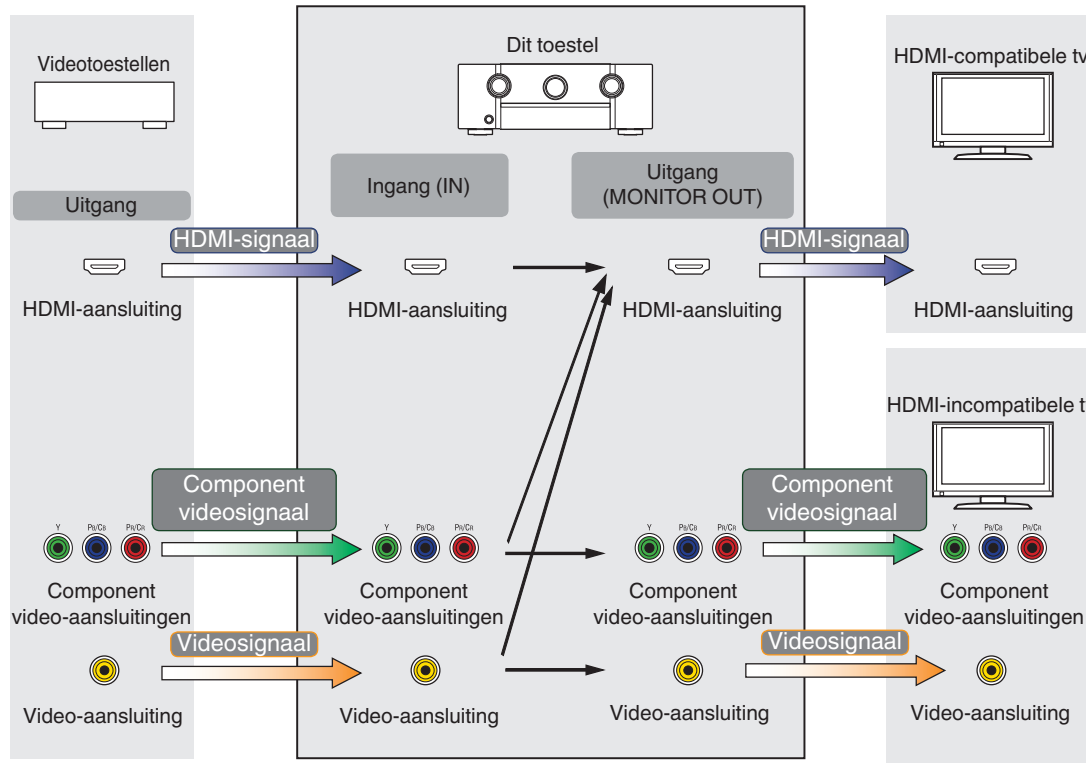 Videotoestellen
Dit toestel
HDMI-compatibele tv
Uitgang
Ingang (IN)
Uitgang
(MONITOR OUT)
HDMI-signaal
HDMI-signaal
HDMI-aansluiting
HDMI-aansluiting
HDMI-aansluiting
HDMI-aansluiting
HDMI-incompatibele t
Component
videosignaal
Component
videosignaal
Y PB/CB PR/CR
Y PB/CB PR/CR
Y PB/CB PR/CR
Y PB/CB PR/CR
Component
video-aansluitingen
Component
video-aansluitingen
Component
video-aansluitingen
Component
video-aansluitingen
Videosignaal
Videosignaal
Video-aansluiting
Video-aansluiting
Video-aansluiting
Video-aansluiting